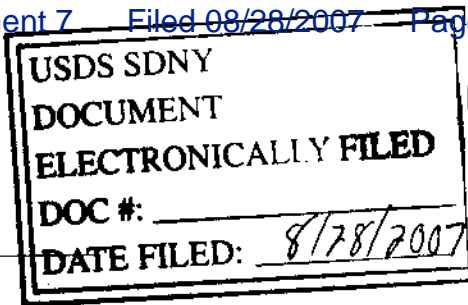 ent 7 Filed 08/28/2007 Pag
USDS SDNY
DOCUMENT
ELECTRONICALLY FILED
DOC #:
DATE FILED: 8/28/2007